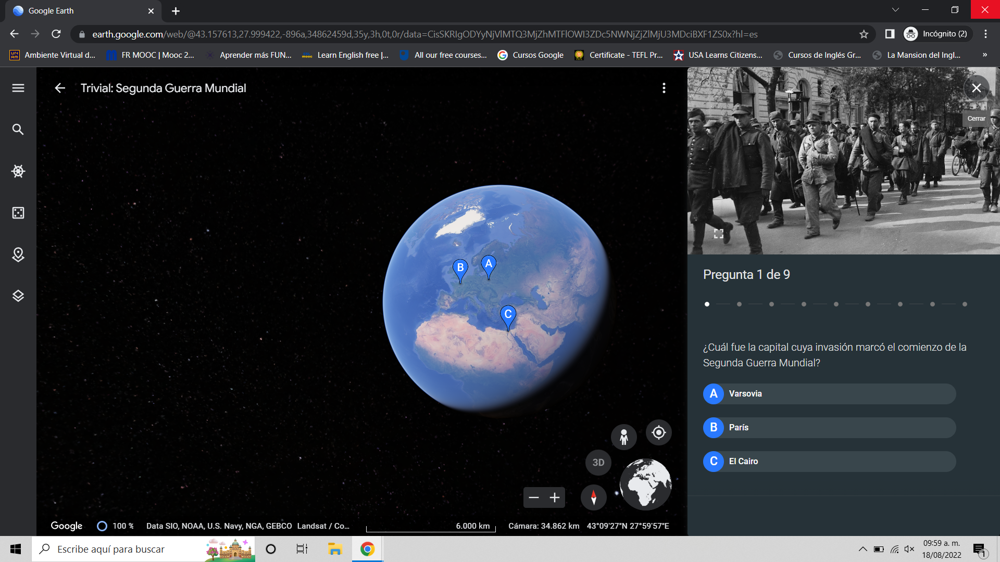 Google Earth
earth.google.com/web/@43.157613,27.999422,-896a,34862459d,35y,3h,0t,0r/data=CisSKRIgODYyNjVlMTQ3MjZhMTFlOWI3ZDc5NWNjZjZlMjU3MDciBXF1ZS0x?hl=es
Incógnito (2)
UNAM
Ambiente Virtual d...
FR MOOC | Mooc 2...
Aprender más FUN...
Learn English free |...
All our free courses...
Cursos Google
Certificate - TEFL Pr...
USA Learns Citizens...
Cursos de Inglés Gr...
La Mansion del Ingl...
»
Trivial: Segunda Guerra Mundial
Cerrar
B
A
C
Pregunta 1 de 9
¿Cuál fue la capital cuya invasión marcó el comienzo de la
Segunda Guerra Mundial?
A Varsovia
B París
C El Cairo
3D
Google
100 %
Data SIO, NOAA, U.S. Navy, NGA, GEBCO Landsat / Co...
6.000 km
Cámara: 34.862 km
43°09'27"N 27°59'57"E
Escribe aquí para buscar
09:59 a. m.
18/08/2022
1